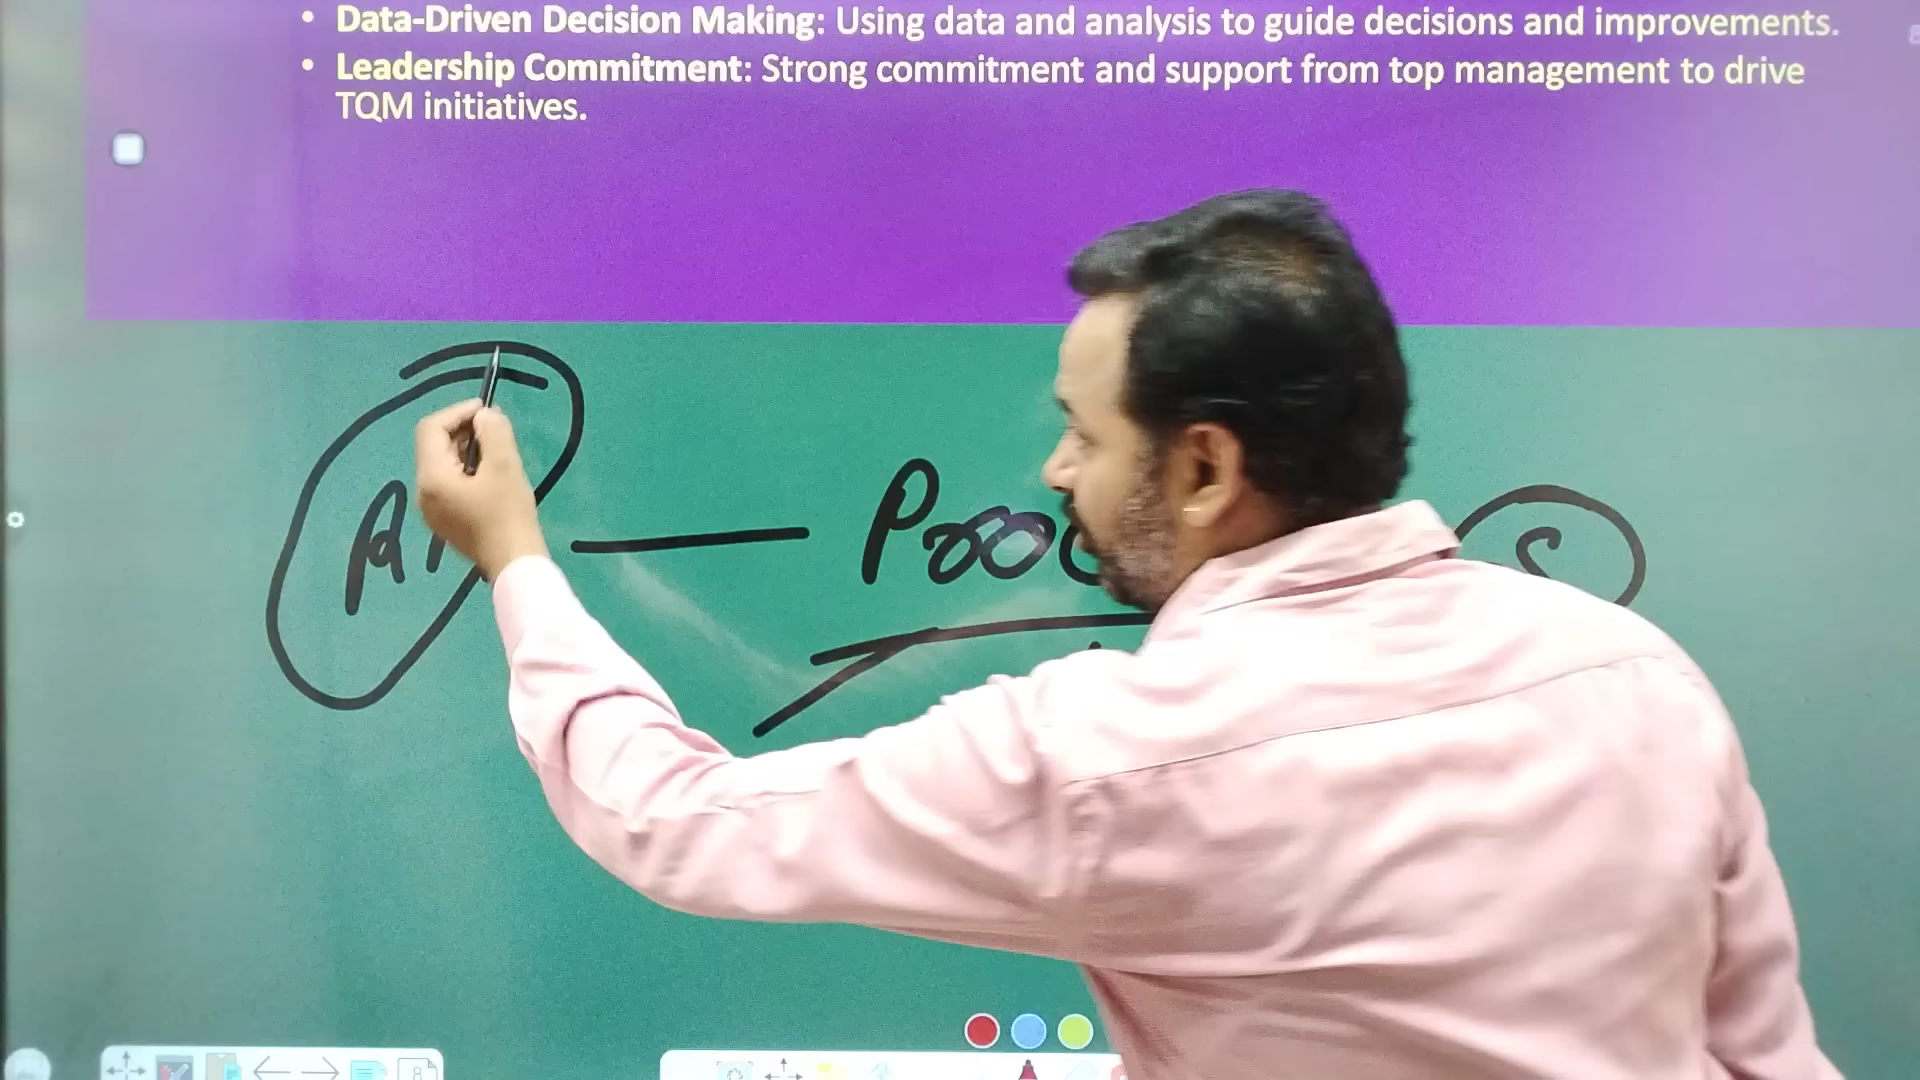 • Data-Driven Decision Making: Using data and analysis to guide decisions and improvements.
• Leadership Commitment: Strong commitment and support from top management to drive
TQM initiatives.
S
8